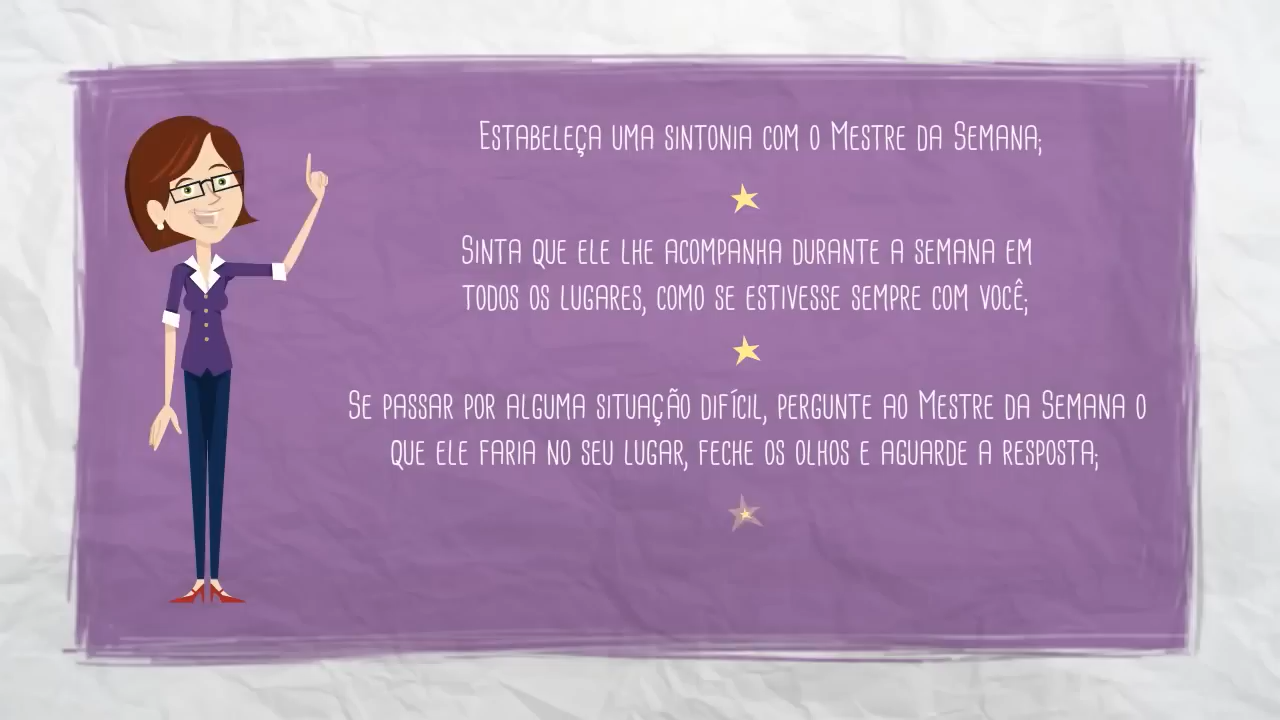 Estabeleça uma sintonia com o Mestre da Semana;
Sinta que ele lhe acompanha durante a semana em
todos os lugares, como se estivesse sempre com você;
Se passar por alguma situação difícil, pergunte ao Mestre da Semana o
que ele faria no seu lugar, feche os olhos e aguarde a resposta;